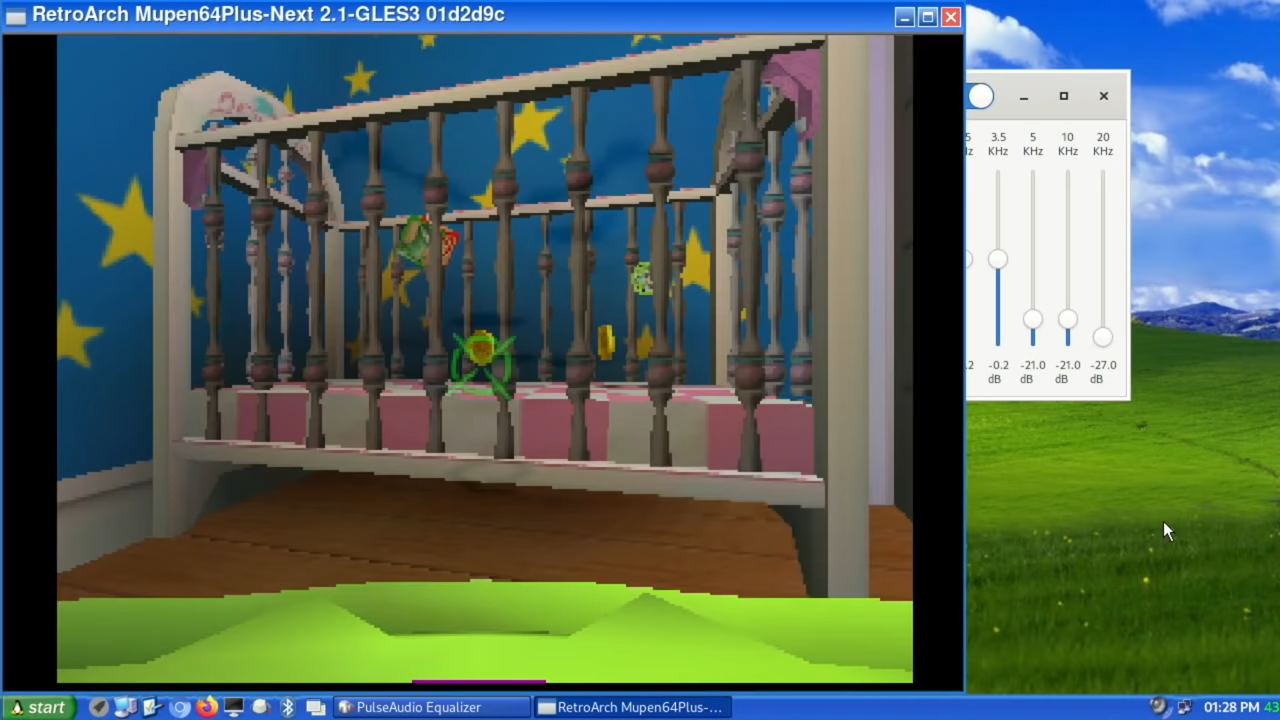 RetroArch Mupen64Plus-Next 2.1-GLES3 01d2d9c
3.5 KHz
5 KHz
10 KHz
20 KHz
-0.2 dB
-21.0 dB
-21.0 dB
-27.0 dB
start
PulseAudio Equalizer
RetroArch Mupen64Plus-...
01:28 PM 43